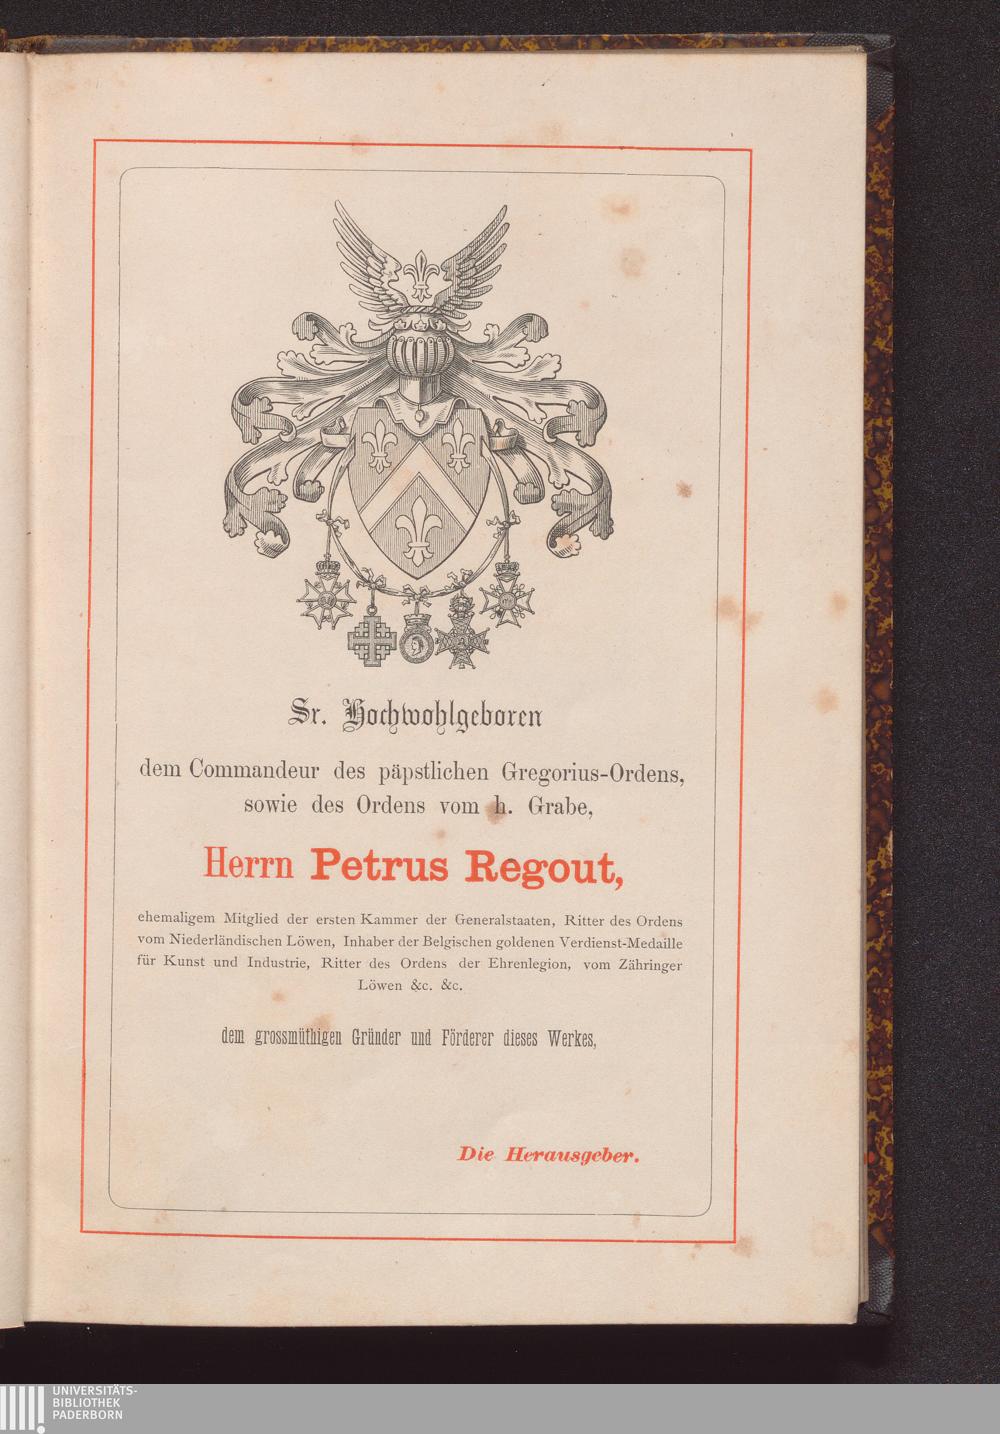 Sr. Hochwohlgeboren
dem Commandeur des päpstlichen Gregorius-Ordens,
sowie des Ordens vom h. Grabe,
Herrn Petrus Regout,
ehemaligem Mitglied der ersten Kammer der Generalstaaten, Ritter des Ordens
vom Niederländischen Löwen, Inhaber der Belgischen goldenen Verdienst-Medaille
für Kunst und Industrie, Ritter des Ordens der Ehrenlegion, vom Zähringer
Löwen &c. &c.
dem grossmüthigen Gründer und Förderer dieses Werkes,
Die Herausgeber.
UNIVERSITÄTS-
BIBLIOTHEK
PADERBORN